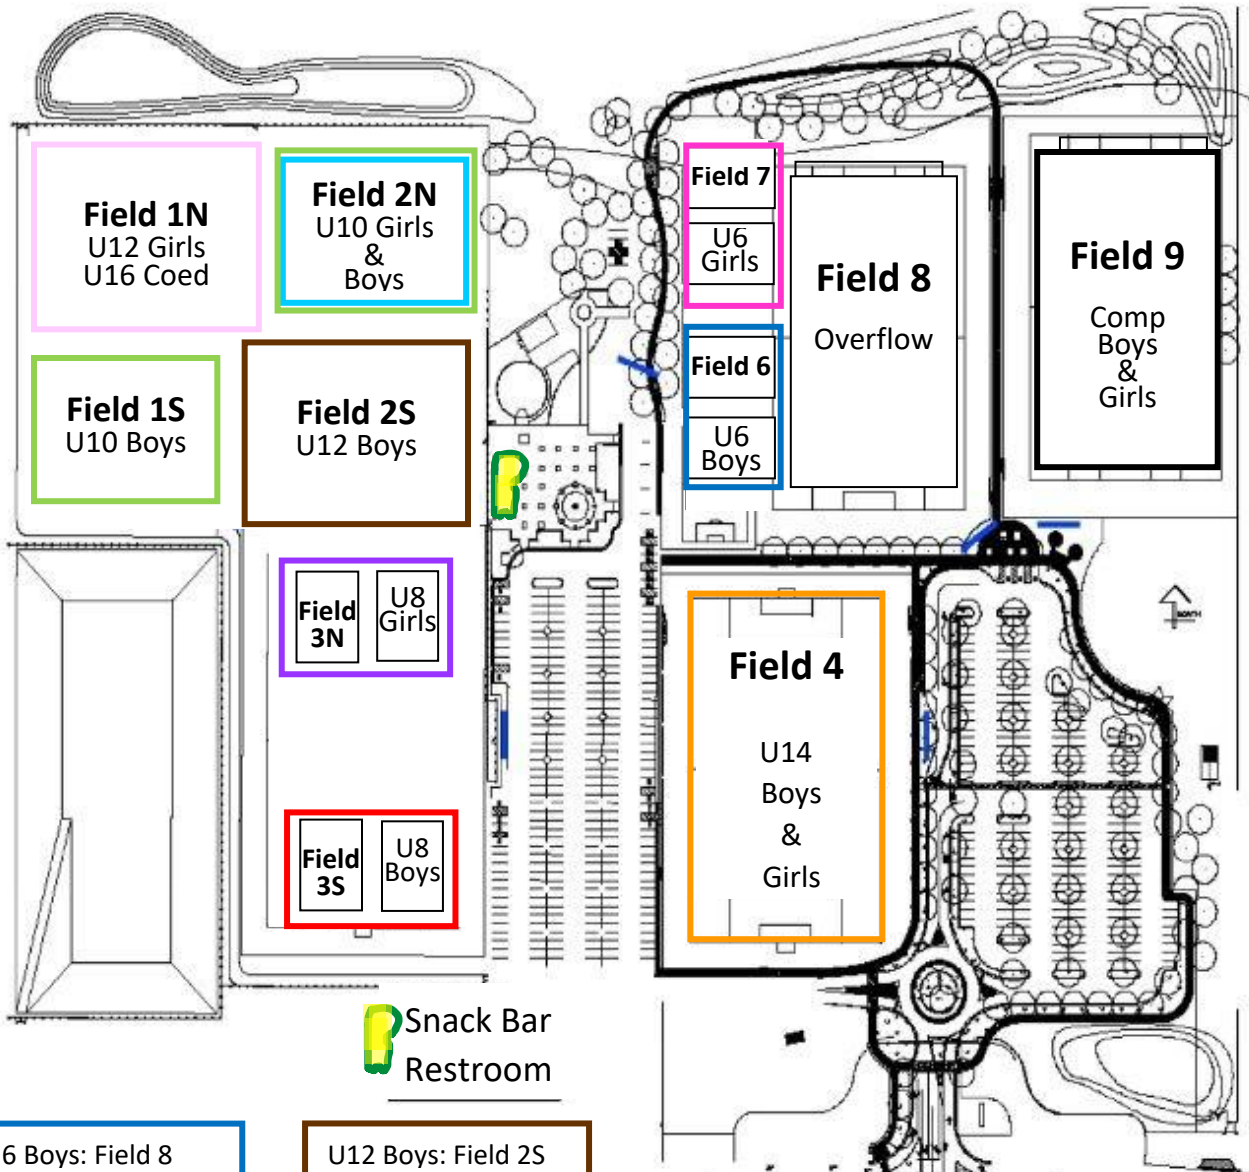 Field 1N
U12 Girls
U16 Coed
Field 2N
U10 Girls
&
Boys
Field 7
U6
Girls
Field 8
Overflow
Field 9
Comp
Boys
&
Girls
Field 6
U6
Boys
Field 1S
U10 Boys
Field 2S
U12 Boys
Field
3N
U8
Girls
NORTH
Field 4
U14
Boys
&
Girls
Field
3S
U8
Boys
Snack Bar
Restroom
6 Boys: Field 8
U12 Boys: Field 2S